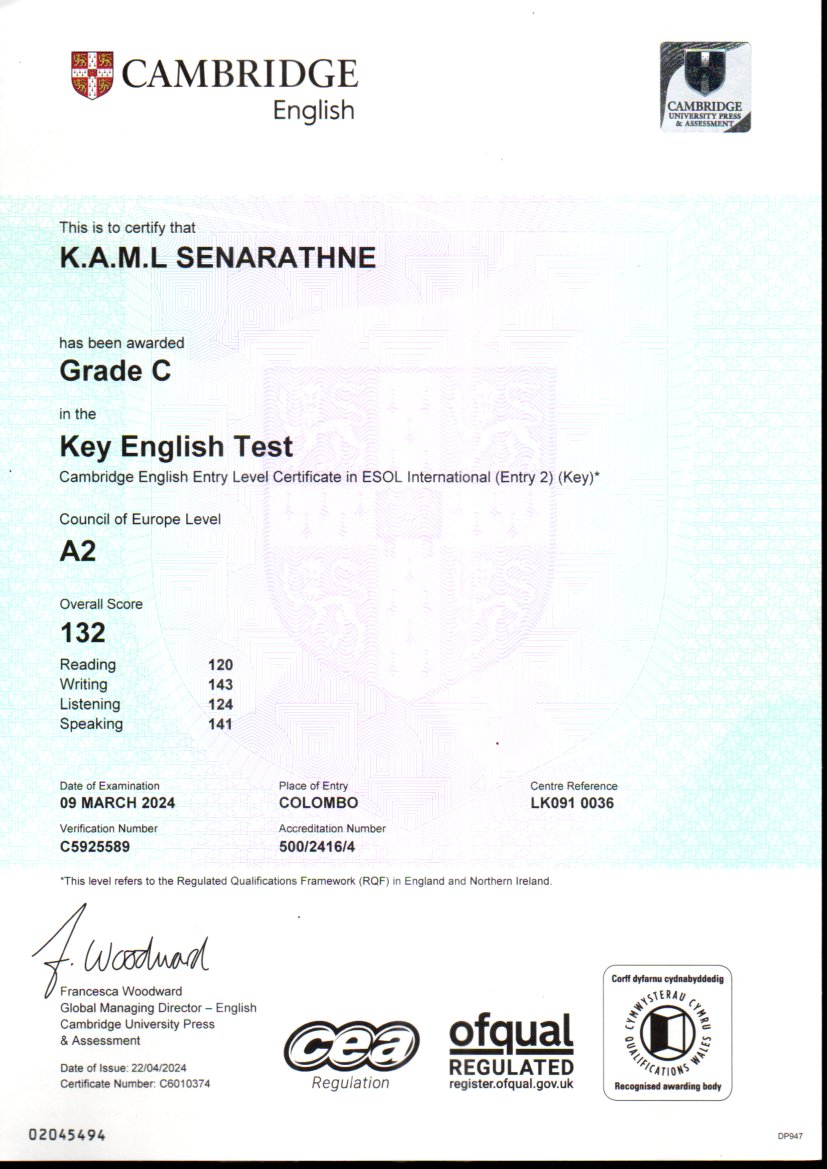 CAMBRIDGE
English
CAMBRIDGE
UNIVERSITY PRESS
& ASSESSMENT
This is to certify that
K.A.M.L SENARATHNE
has been awarded
Grade C
in the
Key English Test
Cambridge English Entry Level Certificate in ESOL International (Entry 2) (Key)*
Council of Europe Level
A2
Overall Score
132
Reading 120
Writing 143
Listening 124
Speaking 141
Date of Examination Place of Entry Centre Reference
09 MARCH 2024 COLOMBO LK091 0036
Verification Number Accreditation Number
C5925589 500/2416/4
*This level refers to the Regulated Qualifications Framework (RQF) in England and Northern Ireland.
F. Woodward
Francesca Woodward
Global Managing Director – English
Cambridge University Press
& Assessment
Date of Issue: 22/04/2024
Certificate Number: C6010374
cea
Regulation
ofqual
REGULATED
register.ofqual.gov.uk
Corff dyfarnu cydnabyddedig
CYMWYSTERAU CYMRU
QUALIFICATIONS WALES
Recognised awarding body
02045494
DP947